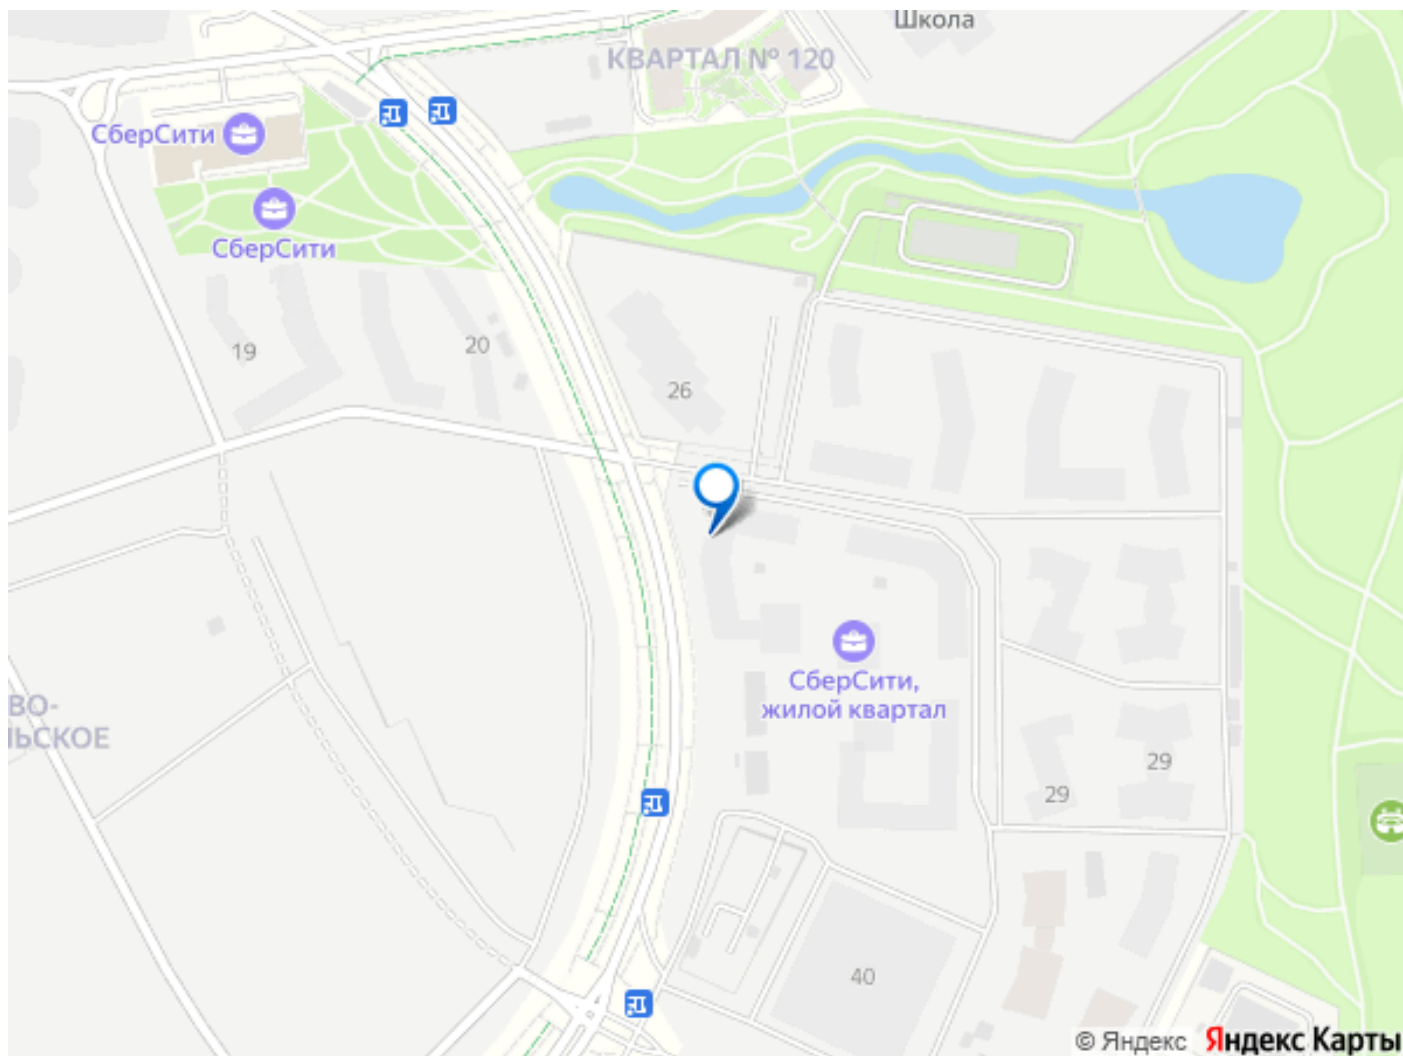 Школа
КВАРТАЛ № 120
СберСити
СберСити
19
20
26
СберСити,
жилой квартал
ВО-
ЛЬСКОЕ
29
29
40
© Яндекс Яндекс Карты